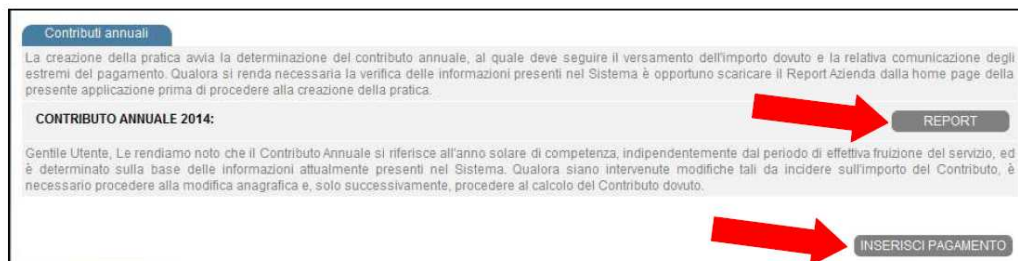 Contributi annuali
La creazione della pratica avvia la determinazione del contributo annuale, al quale deve seguire il versamento dell'importo dovuto e la relativa comunicazione degli
estremi del pagamento. Qualora si renda necessaria la verifica delle informazioni presenti nel Sistema è opportuno scaricare il Report Azienda dalla home page della
presente applicazione prima di procedere alla creazione della pratica.
CONTRIBUTO ANNUALE 2014:
REPORT
Gentile Utente, Le rendiamo noto che il Contributo Annuale si riferisce all'anno solare di competenza, indipendentemente dal periodo di effettiva fruizione del servizio, ed
è determinato sulla base delle informazioni attualmente presenti nel Sistema. Qualora siano intervenute modifiche tali da incidere sull'importo del Contributo, è
necessario procedere alla modifica anagrafica e, solo successivamente, procedere al calcolo del Contributo dovuto.
INSERISCI PAGAMENTO